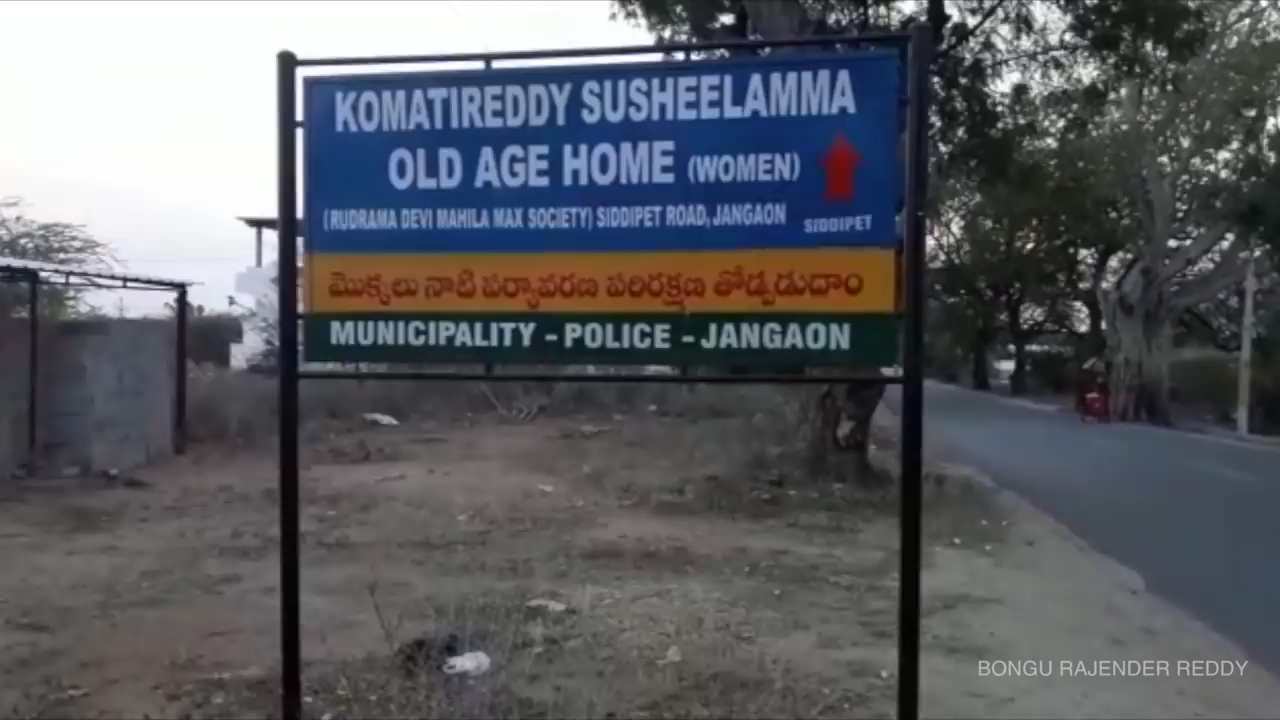 KOMATIREDDY SUSHEELAMMA
OLD AGE HOME (WOMEN)
(RUDRAMA DEVI MAHILA MAX SOCIETY) SIDDIPET ROAD, JANGAON
SIDDIPET
మొక్కలు నాటి పర్యావరణ పరిరక్షణ తోడ్పడుదాం
MUNICIPALITY - POLICE - JANGAON
BONGU RAJENDER REDDY